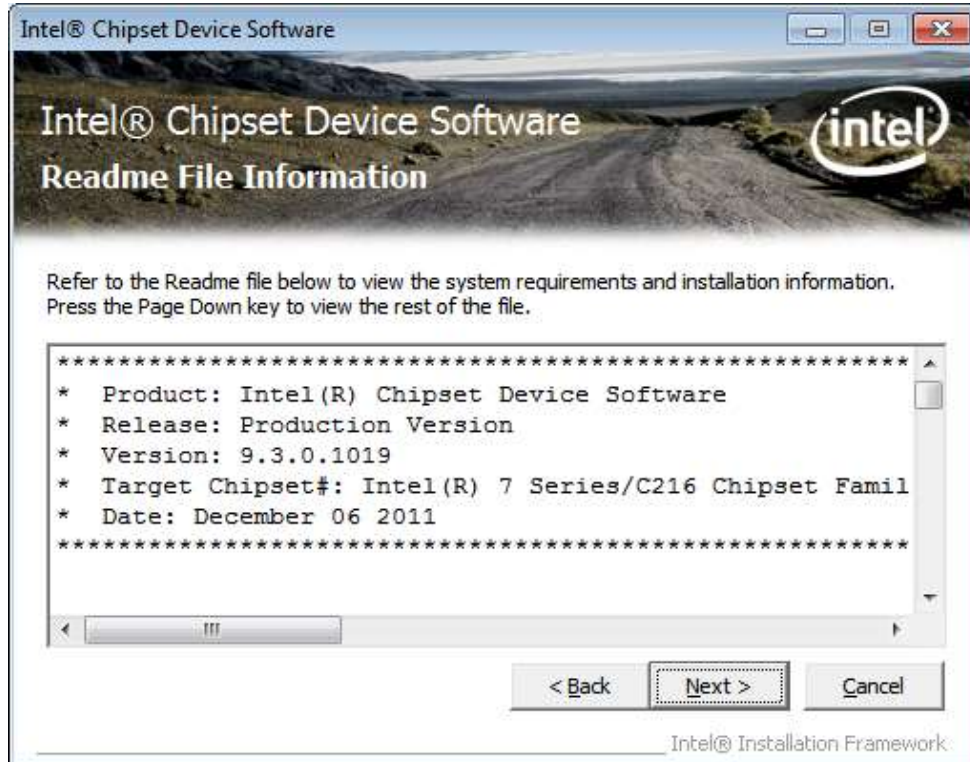 Intel® Chipset Device Software
Intel® Chipset Device Software
intel
Readme File Information
Refer to the Readme file below to view the system requirements and installation information.
Press the Page Down key to view the rest of the file.
********************************************************
* Product: Intel(R) Chipset Device Software
* Release: Production Version
* Version: 9.3.0.1019
* Target Chipset#: Intel(R) 7 Series/C216 Chipset Famil
* Date: December 06 2011
********************************************************
< Back
Next >
Cancel
Intel® Installation Framework